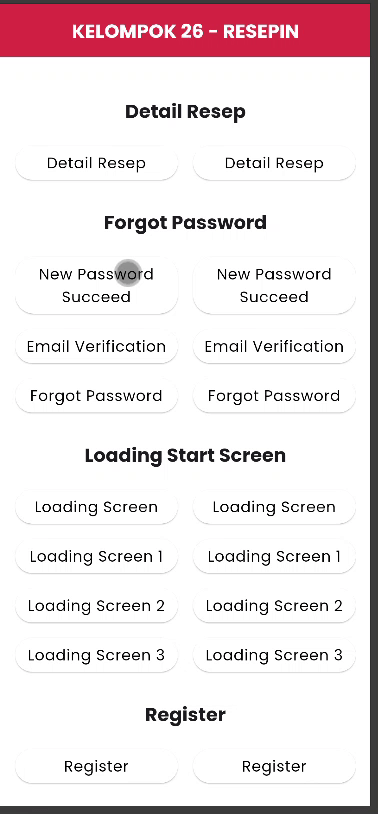 KELOMPOK 26 - RESEPIN
Detail Resep
Detail Resep Detail Resep
Forgot Password
New Password New Password
Succeed Succeed
Email Verification Email Verification
Forgot Password Forgot Password
Loading Start Screen
Loading Screen Loading Screen
Loading Screen 1 Loading Screen 1
Loading Screen 2 Loading Screen 2
Loading Screen 3 Loading Screen 3
Register
Register Register